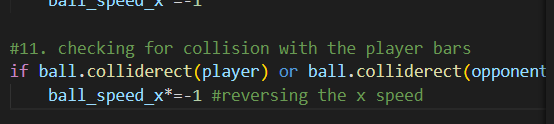 ball_speed_x *=-1
#11. checking for collision with the player bars
if ball.colliderect(player) or ball.colliderect(opponent
ball_speed_x*=-1 #reversing the x speed